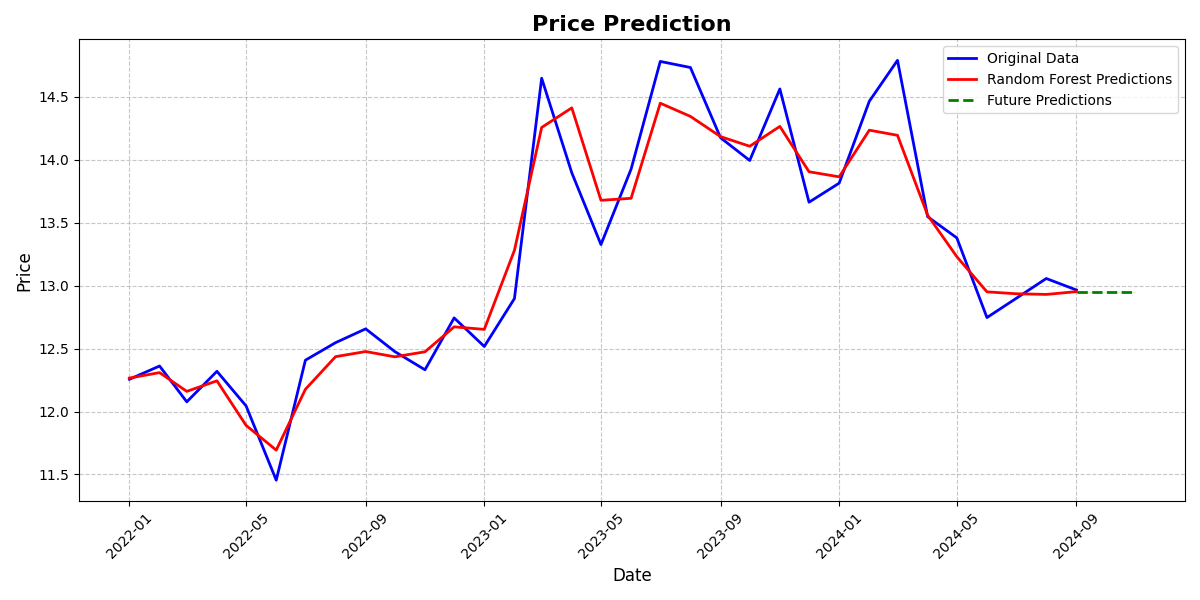 Price Prediction
Original Data
Random Forest Predictions
Future Predictions
Price
14.5
14.0
13.5
13.0
12.5
12.0
11.5
2022-01
2022-05
2022-09
2023-01
2023-05
2023-09
2024-01
2024-05
2024-09
Date